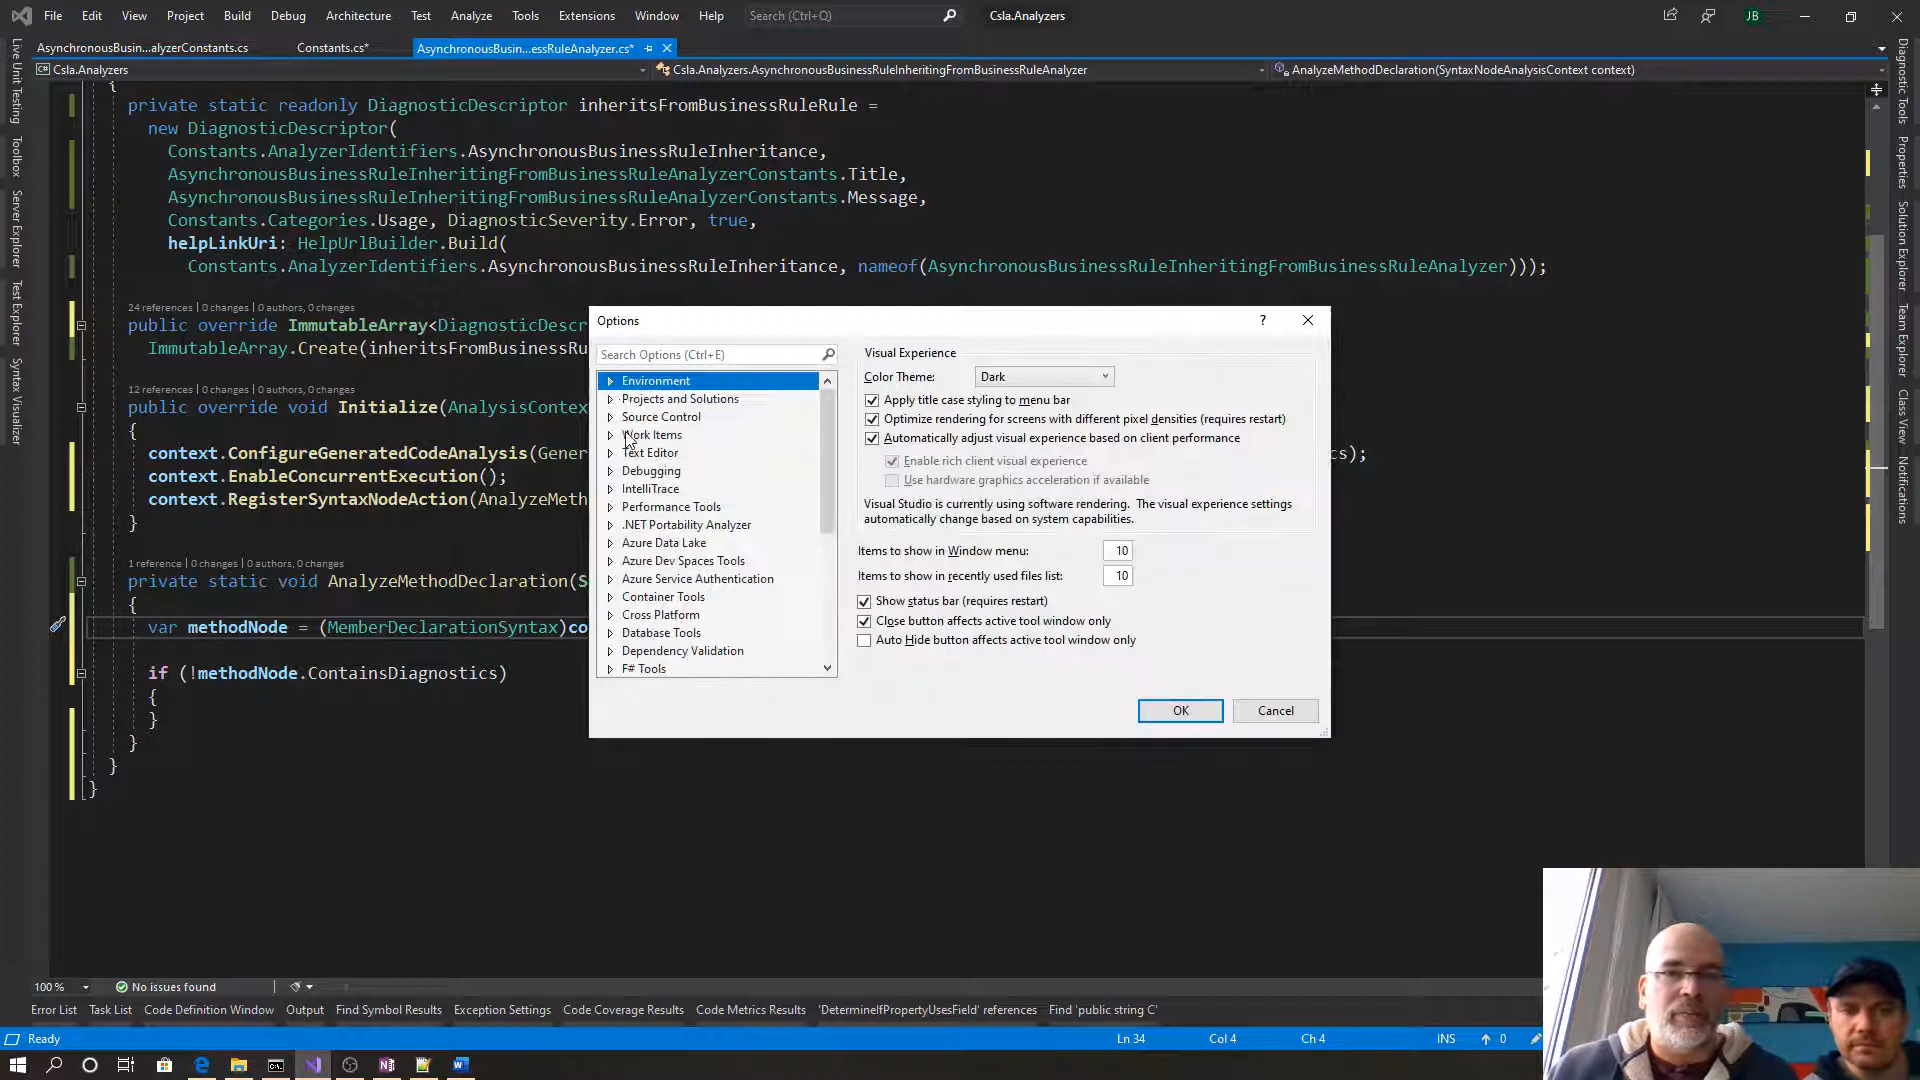 File Edit View Project Build Debug Architecture Test Analyze Tools Extensions Window Help Search (Ctrl+Q) Csla.Analyzers JB
AsynchronousBusin...alyzerConstants.cs Constants.cs* AsynchronousBusin...essRuleAnalyzer.cs*
Csla.Analyzers Csla.Analyzers.AsynchronousBusinessRuleInheritingFromBusinessRuleAnalyzer AnalyzeMethodDeclaration(SyntaxNodeAnalysisContext context)
Live Unit Testing
Toolbox
Server Explorer
Test Explorer
Syntax Visualizer
{
private static readonly DiagnosticDescriptor inheritsFromBusinessRuleRule =
new DiagnosticDescriptor(
Constants.AnalyzerIdentifiers.AsynchronousBusinessRuleInheritance,
AsynchronousBusinessRuleInheritingFromBusinessRuleAnalyzerConstants.Title,
AsynchronousBusinessRuleInheritingFromBusinessRuleAnalyzerConstants.Message,
Constants.Categories.Usage, DiagnosticSeverity.Error, true,
helpLinkUri: HelpUrlBuilder.Build(
Constants.AnalyzerIdentifiers.AsynchronousBusinessRuleInheritance, nameof(AsynchronousBusinessRuleInheritingFromBusinessRuleAnalyzer)));
24 references | 0 changes | 0 authors, 0 changes
public override ImmutableArray<DiagnosticDescr
ImmutableArray.Create(inheritsFromBusinessRu
12 references | 0 changes | 0 authors, 0 changes
public override void Initialize(AnalysisConte
{
context.ConfigureGeneratedCodeAnalysis(Gener cs);
context.EnableConcurrentExecution();
context.RegisterSyntaxNodeAction(AnalyzeMeth
}
1 reference | 0 changes | 0 authors, 0 changes
private static void AnalyzeMethodDeclaration(S
{
var methodNode = (MemberDeclarationSyntax)co
if (!methodNode.ContainsDiagnostics)
{
}
}
}
}
Options ?
Search Options (Ctrl+E)
Environment
Projects and Solutions
Source Control
Work Items
Text Editor
Debugging
IntelliTrace
Performance Tools
.NET Portability Analyzer
Azure Data Lake
Azure Dev Spaces Tools
Azure Service Authentication
Container Tools
Cross Platform
Database Tools
Dependency Validation
F# Tools
Visual Experience
Color Theme: Dark
Apply title case styling to menu bar
Optimize rendering for screens with different pixel densities (requires restart)
Automatically adjust visual experience based on client performance
Enable rich client visual experience
Use hardware graphics acceleration if available
Visual Studio is currently using software rendering. The visual experience settings
automatically change based on system capabilities.
Items to show in Window menu: 10
Items to show in recently used files list: 10
Show status bar (requires restart)
Close button affects active tool window only
Auto Hide button affects active tool window only
OK Cancel
Diagnostic Tools
Properties
Solution Explorer
Team Explorer
Class View
Notifications
100 % No issues found
Error List Task List Code Definition Window Output Find Symbol Results Exception Settings Code Coverage Results Code Metrics Results 'DetermineIfPropertyUsesField' references Find 'public string C'
Ready Ln 34 Col 4 Ch 4 INS 0